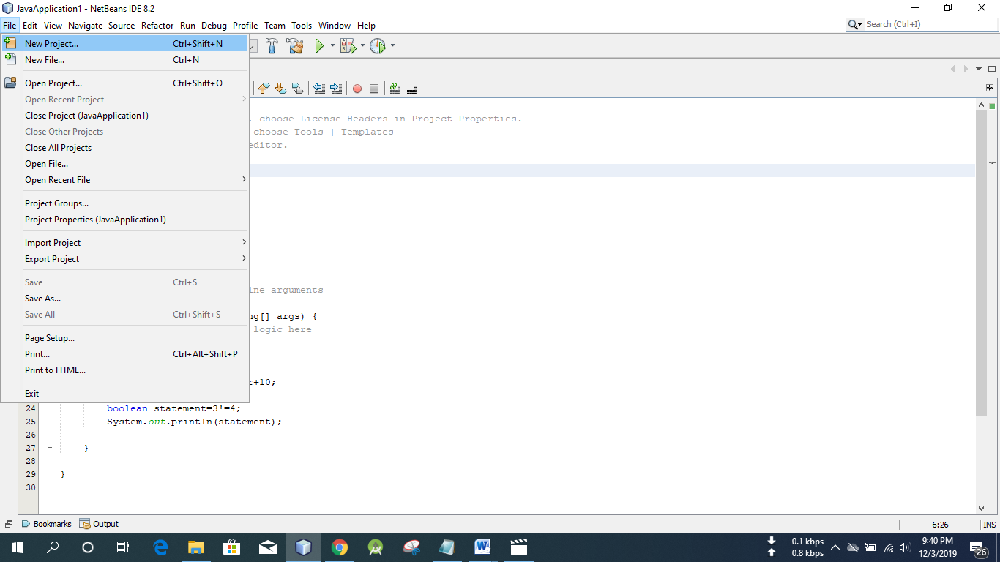 JavaApplication1 - NetBeans IDE 8.2
File Edit View Navigate Source Refactor Run Debug Profile Team Tools Window Help
Search (Ctrl+I)
New Project... Ctrl+Shift+N
New File... Ctrl+N
Open Project... Ctrl+Shift+O
Open Recent Project
Close Project (JavaApplication1)
Close Other Projects
Close All Projects
Open File...
Open Recent File
Project Groups...
Project Properties (JavaApplication1)
Import Project
Export Project
Save Ctrl+S
Save As...
Save All Ctrl+Shift+S
Page Setup...
Print... Ctrl+Alt+Shift+P
Print to HTML...
Exit
, choose License Headers in Project Properties.
choose Tools | Templates
editor.
ine arguments
ng[] args) {
logic here
r+10;
24 boolean statement=3!=4;
25 System.out.println(statement);
26
27 }
28
29 }
30
Bookmarks Output
6:26 INS
0.1 kbps
0.8 kbps
9:40 PM
12/3/2019
26